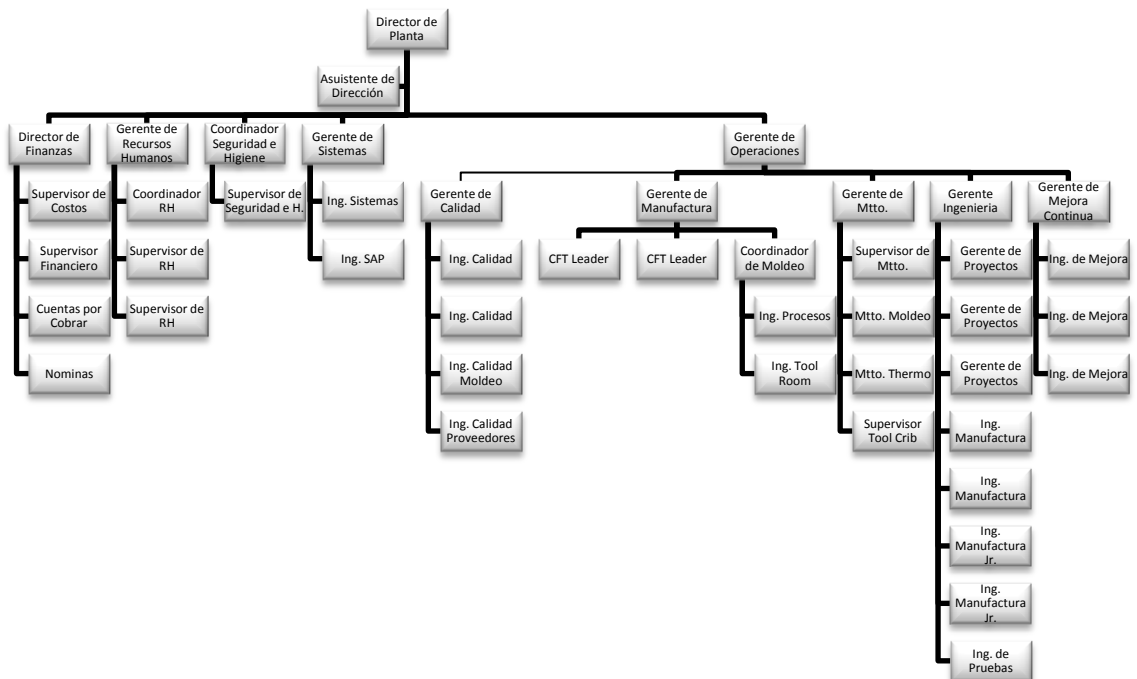 Director de
Planta
Asuistente de
Dirección
Director de
Finanzas
Supervisor de
Costos
Supervisor
Financiero
Cuentas por
Cobrar
Nominas
Gerente de
Recursos
Humanos
Coordinador
RH
Supervisor de
RH
Supervisor de
RH
Coordinador
Seguridad e
Higiene
Supervisor de
Seguridad e H.
Gerente de
Sistemas
Ing. Sistemas
Ing. SAP
Gerente de
Operaciones
Gerente de
Calidad
Ing. Calidad
Ing. Calidad
Ing. Calidad
Moldeo
Ing. Calidad
Proveedores
Gerente de
Manufactura
CFT Leader
CFT Leader
Coordinador
de Moldeo
Ing. Procesos
Ing. Tool
Room
Gerente de
Mtto.
Supervisor de
Mtto.
Mtto. Moldeo
Mtto. Thermo
Supervisor
Tool Crib
Gerente
Ingenieria
Gerente de
Proyectos
Gerente de
Proyectos
Gerente de
Proyectos
Ing.
Manufactura
Ing.
Manufactura
Ing.
Manufactura
Jr.
Ing.
Manufactura
Jr.
Ing. de
Pruebas
Gerente de
Mejora
Continua
Ing. de Mejora
Ing. de Mejora
Ing. de Mejora